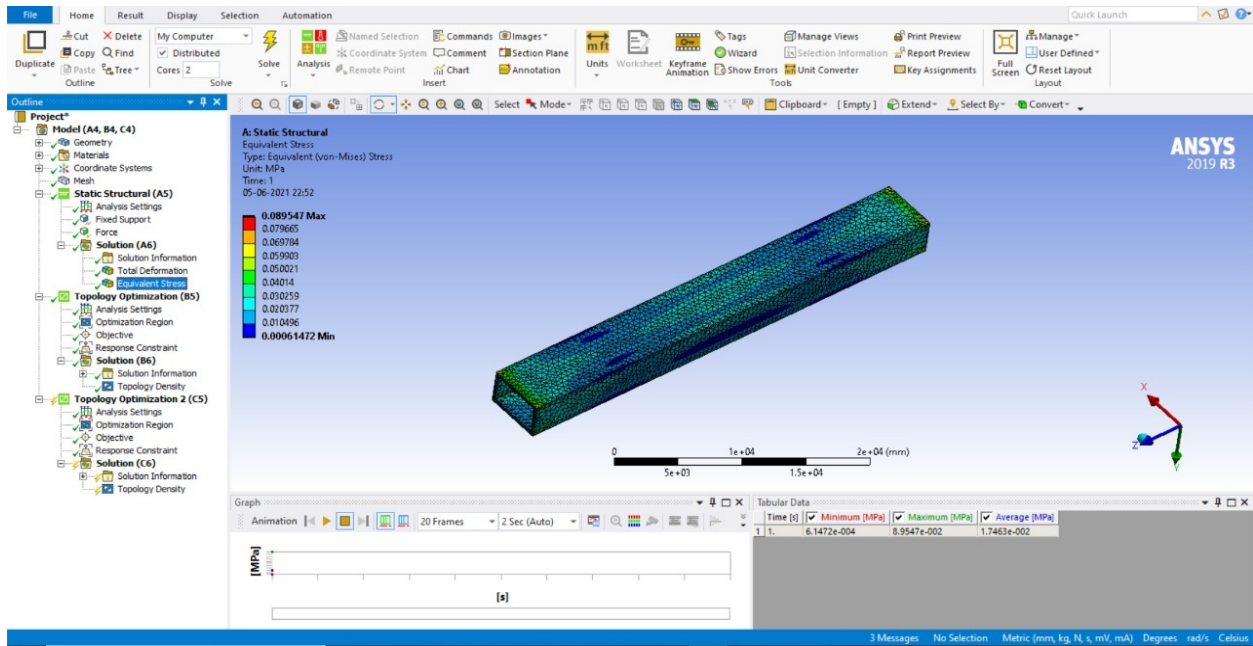 File Home Result Display Selection Automation Quick Launch
Cut Delete My Computer Named Selection Commands Images Tags Manage Views Print Preview Manage
Copy Find Distributed Coordinate System Comment Section Plane Wizard Selection Information Report Preview User Defined
Duplicate Paste Tree Cores 2 Solve Analysis Remote Point Chart Annotation Units Worksheet Keyframe Animation Show Errors Unit Converter Key Assignments Full Screen Reset Layout
Outline Solve Insert Tools Layout
Outline
Select Mode Clipboard [ Empty ] Extend Select By Convert
Project*
Model (A4, B4, C4)
Geometry
Materials
Coordinate Systems
Mesh
Static Structural (A5)
Analysis Settings
Fixed Support
Force
Solution (A6)
Solution Information
Total Deformation
Equivalent Stress
Topology Optimization (B5)
Analysis Settings
Optimization Region
Objective
Response Constraint
Solution (B6)
Solution Information
Topology Density
Topology Optimization 2 (C5)
Analysis Settings
Optimization Region
Objective
Response Constraint
Solution (C6)
Solution Information
Topology Density
A: Static Structural
Equivalent Stress
Type: Equivalent (von-Mises) Stress
Unit: MPa
Time: 1
05-06-2021 22:52
0.089547 Max
0.079665
0.069784
0.059903
0.050021
0.04014
0.030259
0.020377
0.010496
0.00061472 Min
ANSYS
2019 R3
0 1e+04 2e+04 (mm)
5e+03 1.5e+04
X
Z
Y
Graph
Animation 20 Frames 2 Sec (Auto)
[MPa]
[s]
Tabular Data
Time [s] Minimum [MPa] Maximum [MPa] Average [MPa]
1 1. 6.1472e-004 8.9547e-002 1.7463e-002
3 Messages No Selection Metric (mm, kg, N, s, mV, mA) Degrees rad/s Celsius